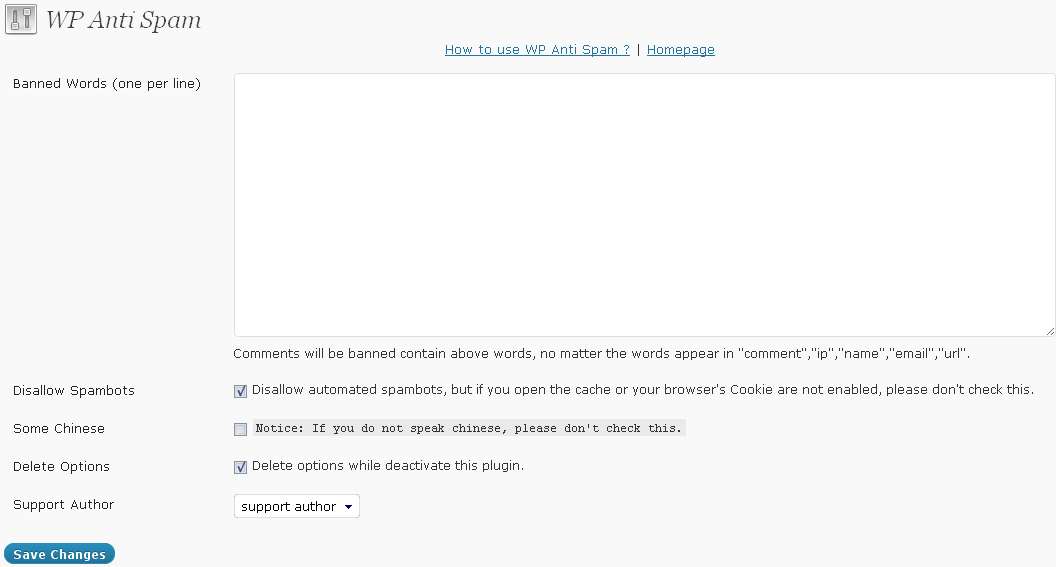 WP Anti Spam
How to use WP Anti Spam ? | Homepage
Banned Words (one per line)
Comments will be banned contain above words, no matter the words appear in "comment","ip","name","email","url".
Disallow Spambots
Disallow automated spambots, but if you open the cache or your browser's Cookie are not enabled, please don't check this.
Some Chinese
Notice: If you do not speak chinese, please don't check this.
Delete Options
Delete options while deactivate this plugin.
Support Author
support author
Save Changes